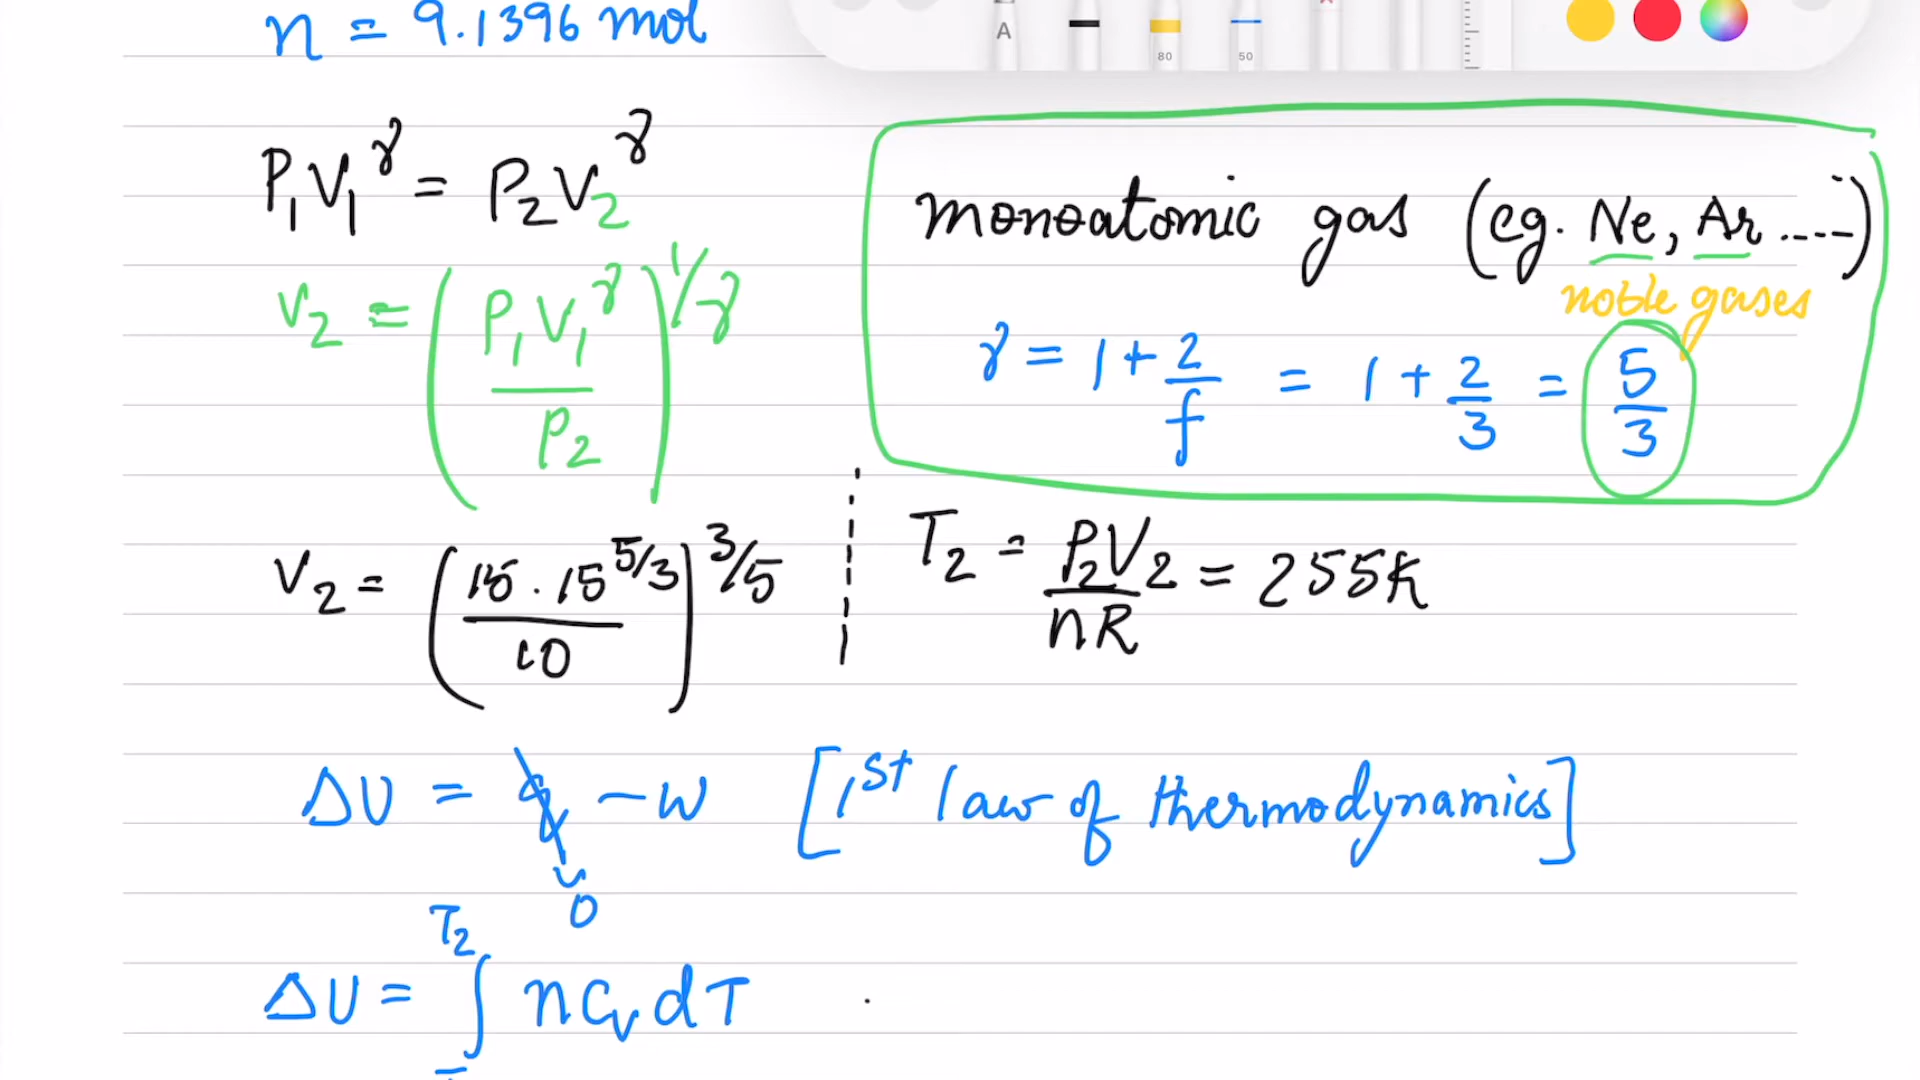 n = 9.1396 mol
A
80
50
P₁V₁^γ = P₂V₂^γ
monoatomic gas (eg. Ne, Ar ....)
noble gases
V₂ = (P₁V₁^γ / P₂)^1/γ
γ = 1 + 2/f = 1 + 2/3 = 5/3
V₂ = (15 . 15^5/3 / 10)^3/5
T₂ = P₂V₂ / nR = 255K
ΔU = q - w [1st law of thermodynamics]
0
T₂
ΔU = ∫ nCᵥdT